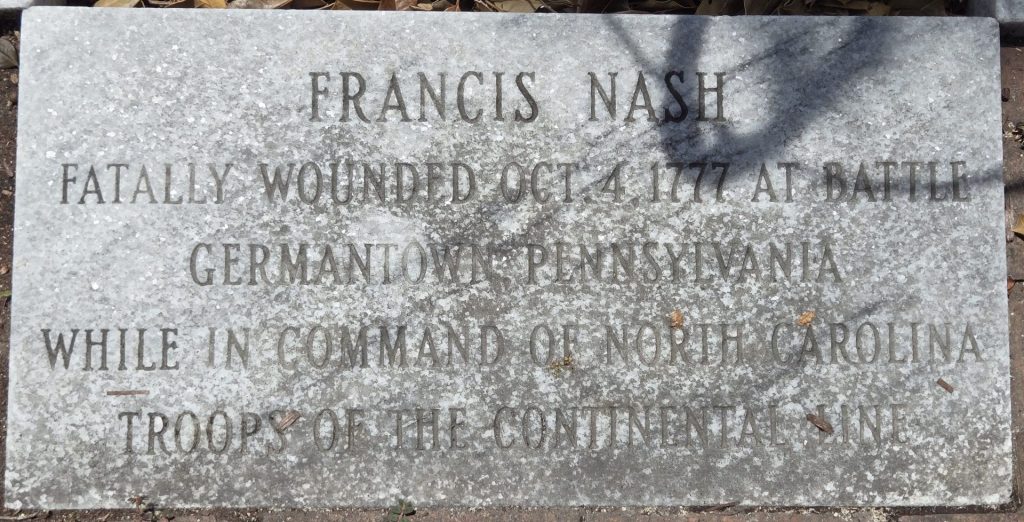 FRANCIS NASH
FATALLY WOUNDED OCT. 4 1777 AT BATTLE
GERMANTOWN PENNSYLVANIA
WHILE IN COMMAND OF NORTH CAROLINA
TROOPS OF THE CONTINENTAL LINE